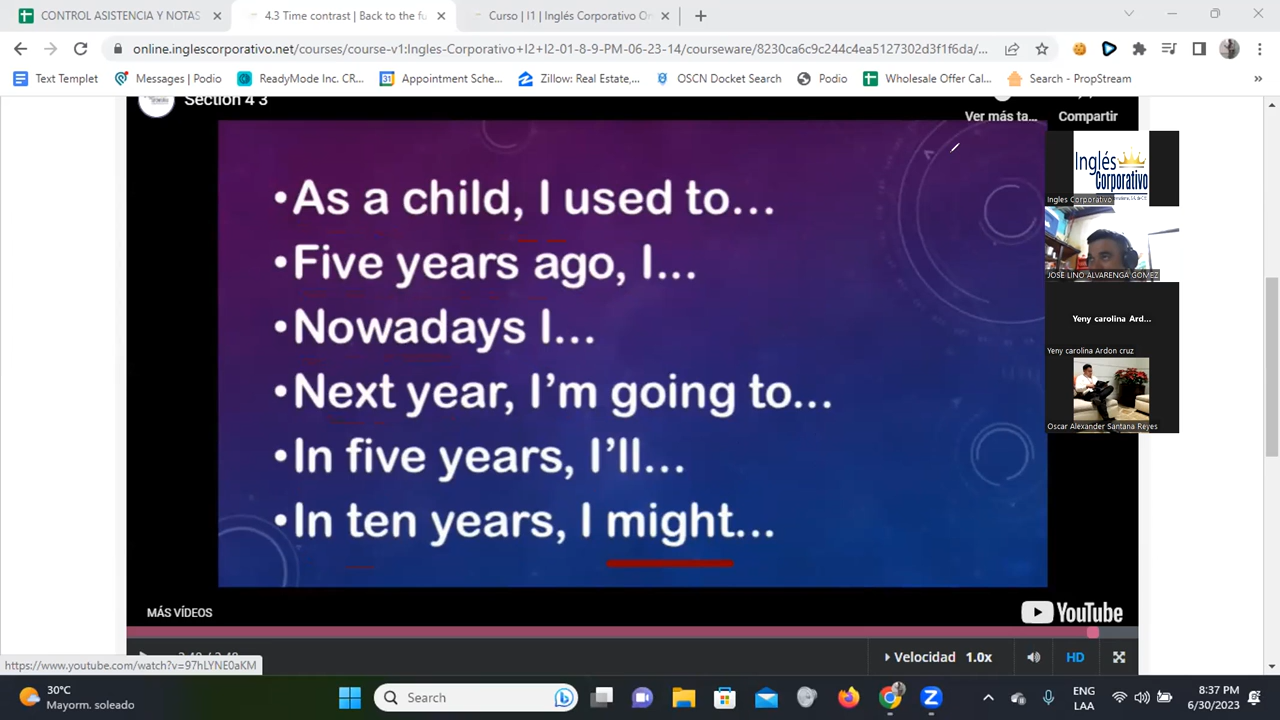 CONTROL ASISTENCIA Y NOTAS
4.3 Time contrast | Back to the fu
Curso | I1 | Inglés Corporativo On
online.inglescorporativo.net/courses/course-v1:Ingles-Corporativo+I2+I2-01-8-9-PM-06-23-14/courseware/8230ca6c9c244c4ea5127302d3f1f6da/...
Text Templet
Messages | Podio
ReadyMode Inc. CR...
Appointment Sche...
Zillow: Real Estate,...
OSCN Docket Search
Podio
Wholesale Offer Cal...
Search - PropStream
»
Section 4 3
Ver más ta...
Compartir
•As a child, I used to...
•Five years ago, I...
•Nowadays I...
•Next year, I'm going to...
•In five years, I'll...
•In ten years, I might...
Inglés
Corporativo
Ingles Corporativo
JOSE LINO ALVARENGA GOMEZ
Yeny carolina Ard...
Yeny carolina Ardon cruz
Oscar Alexander Santana Reyes
MÁS VÍDEOS
YouTube
Velocidad 1.0x
HD
https://www.youtube.com/watch?v=97hLYNE0aKM
30°C
Mayorm. soleado
Search
ENG
LAA
8:37 PM
6/30/2023